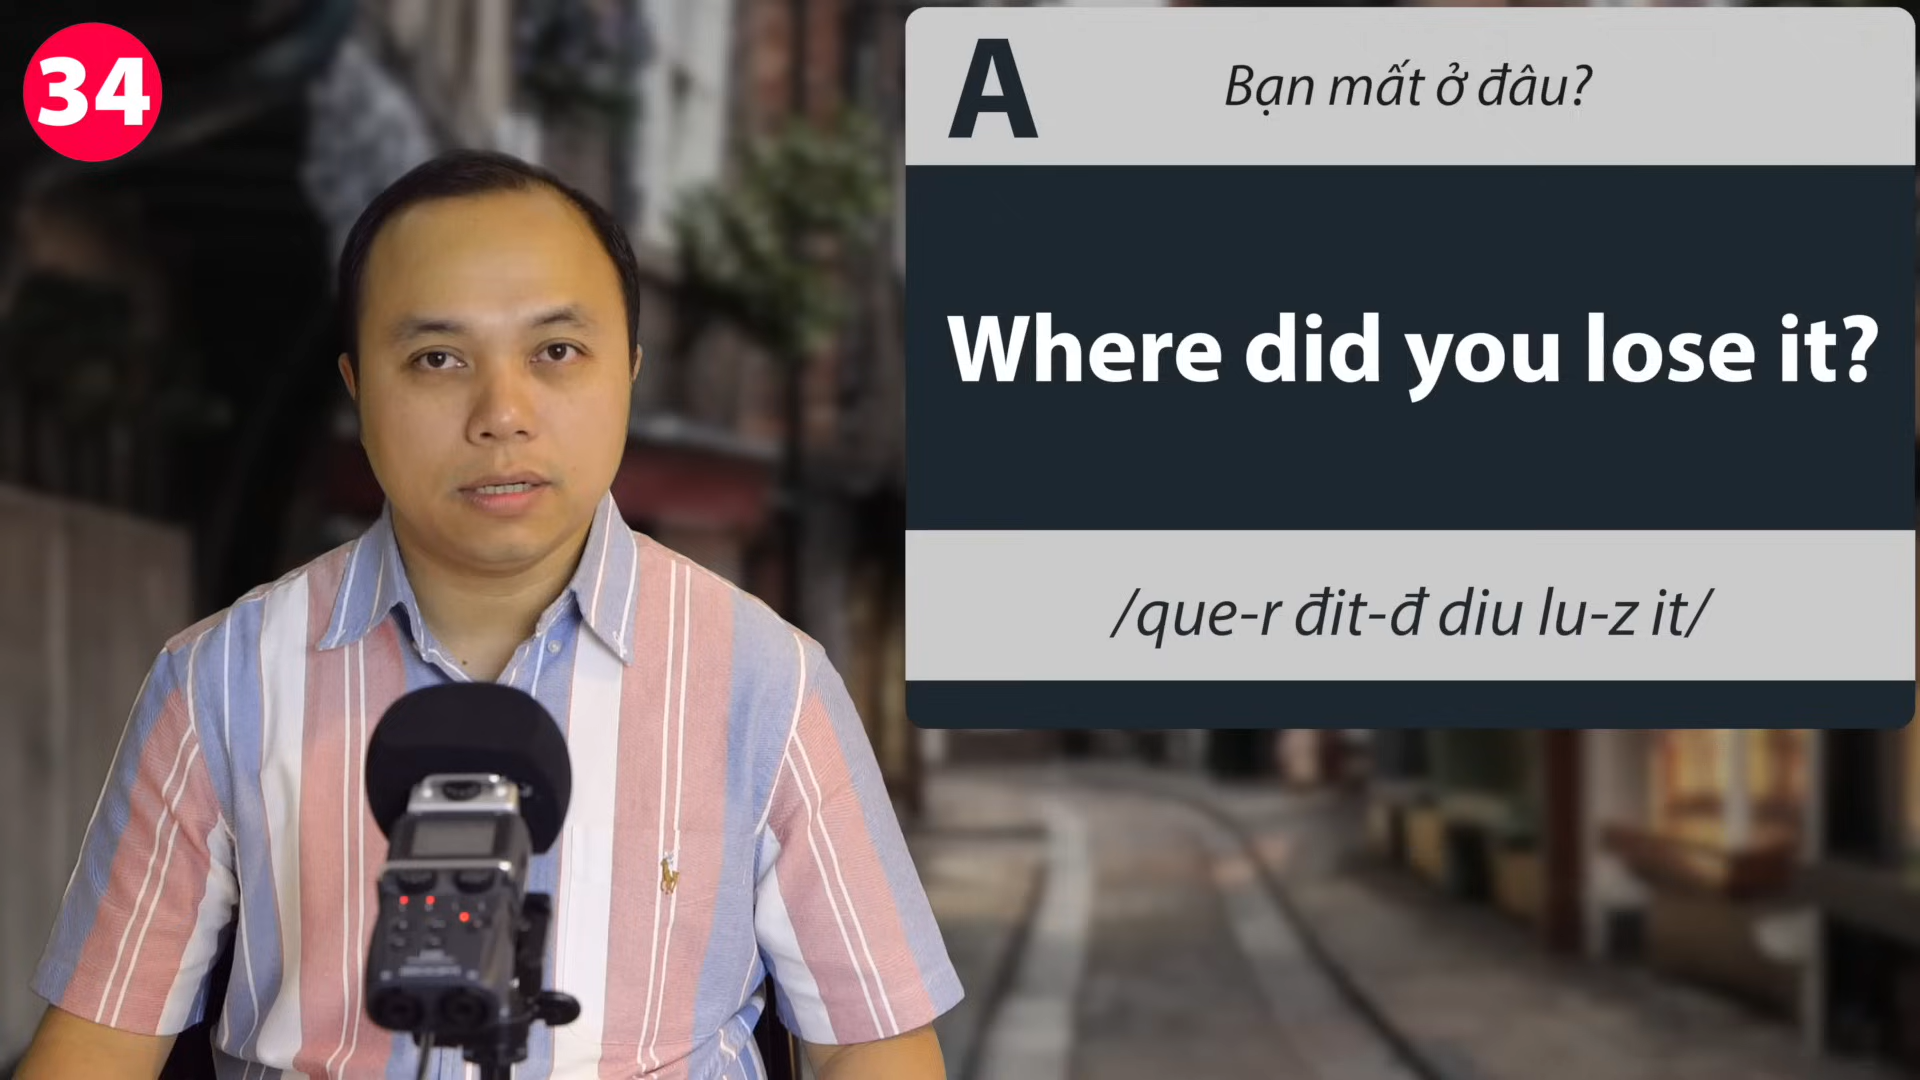 34
A
Bạn mất ở đâu?
Where did you lose it?
/que-r đit-đ diu lu-z it/